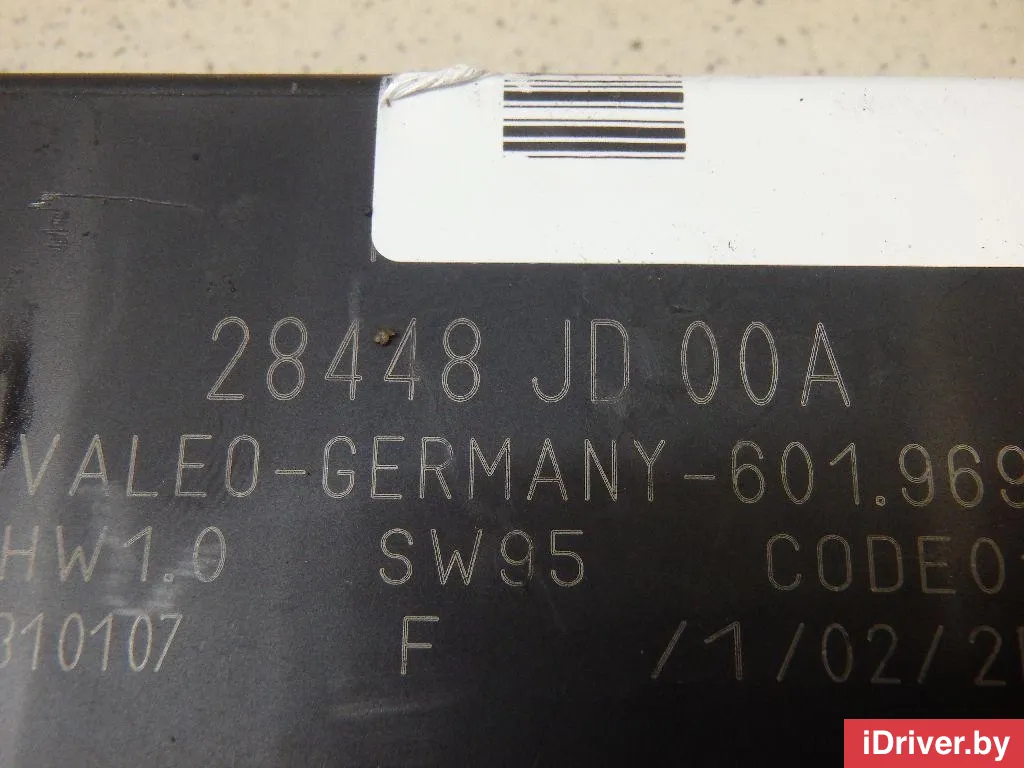 28448 JD 00A
VALEO-GERMANY-601.969
HW1.0 SW95 CODE0
310107 F /1/02/2
iDriver.by